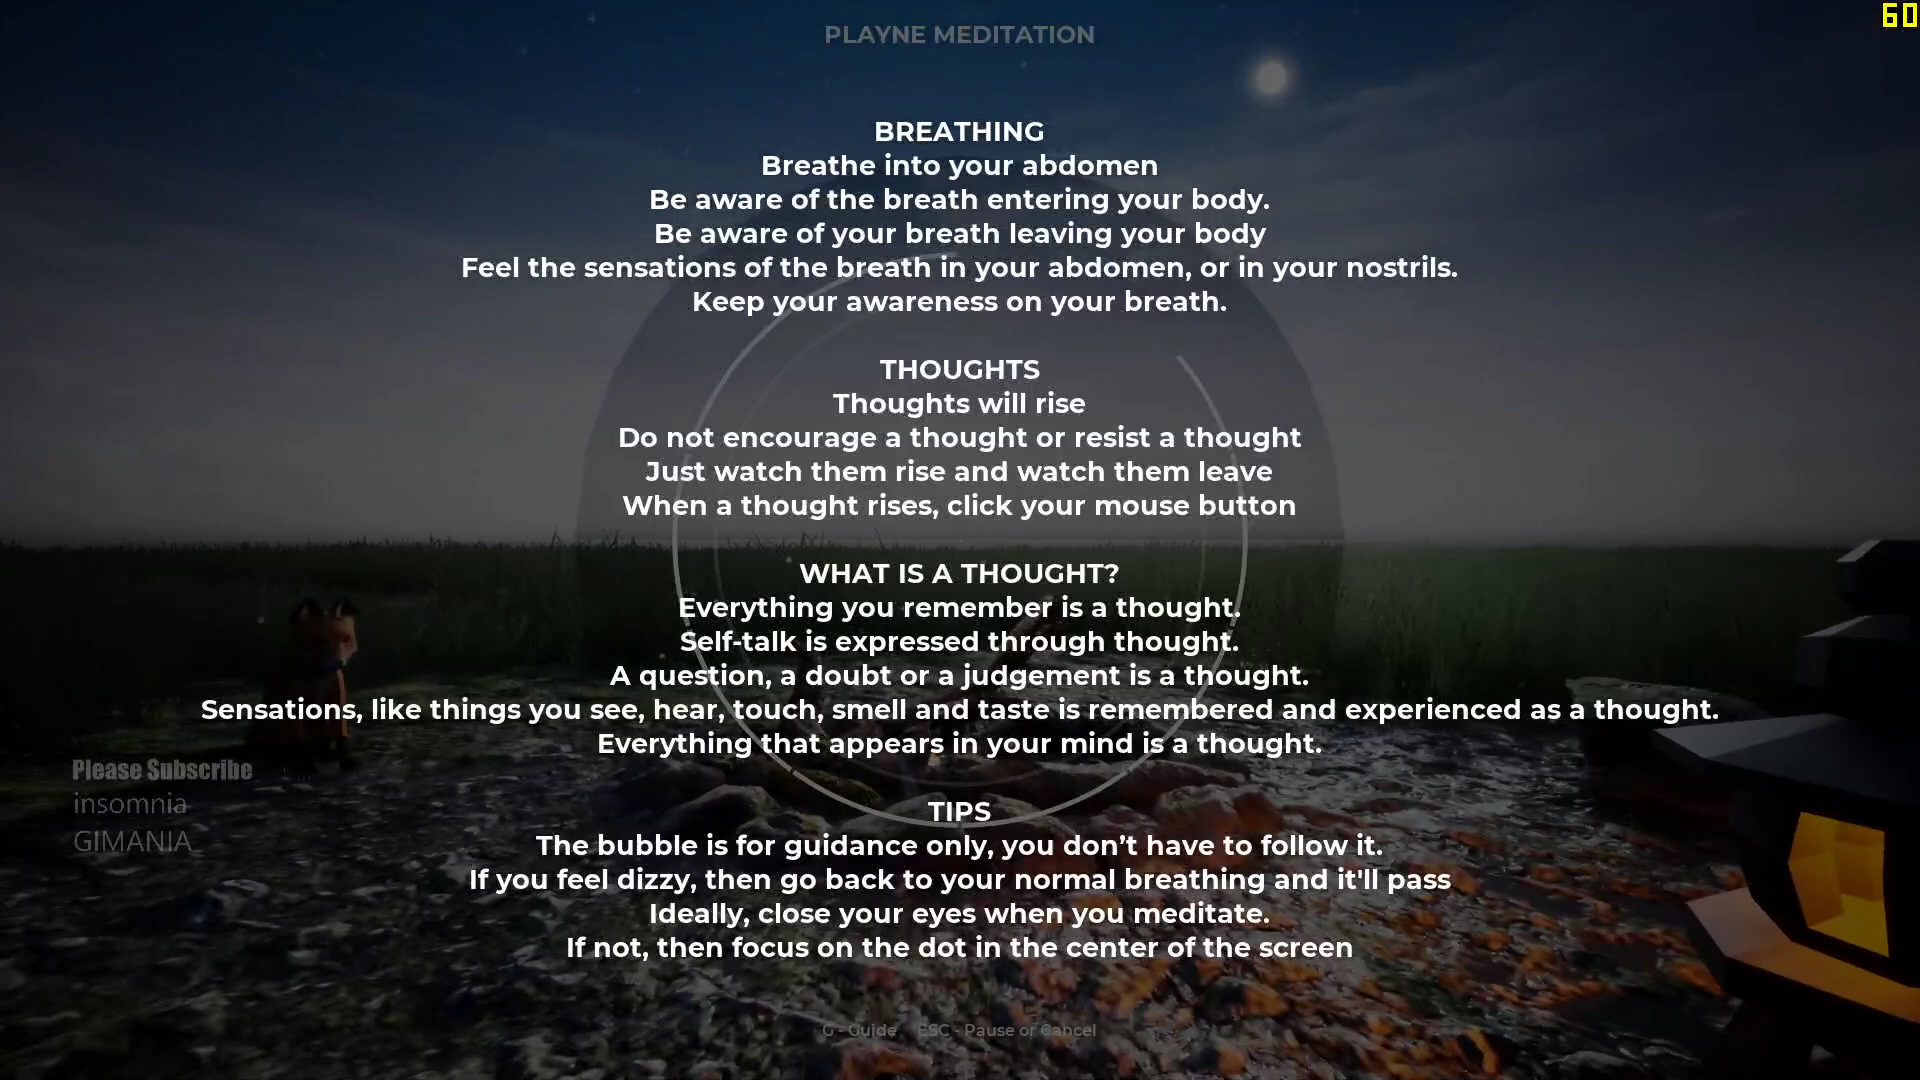 PLAYNE MEDITATION
60
BREATHING
Breathe into your abdomen
Be aware of the breath entering your body.
Be aware of your breath leaving your body
Feel the sensations of the breath in your abdomen, or in your nostrils.
Keep your awareness on your breath.
THOUGHTS
Thoughts will rise
Do not encourage a thought or resist a thought
Just watch them rise and watch them leave
When a thought rises, click your mouse button
WHAT IS A THOUGHT?
Everything you remember is a thought.
Self-talk is expressed through thought.
A question, a doubt or a judgement is a thought.
Sensations, like things you see, hear, touch, smell and taste is remembered and experienced as a thought.
Everything that appears in your mind is a thought.
Please Subscribe
insomnia
GIMANIA
TIPS
The bubble is for guidance only, you don’t have to follow it.
If you feel dizzy, then go back to your normal breathing and it'll pass
Ideally, close your eyes when you meditate.
If not, then focus on the dot in the center of the screen
G - Guide ESC - Pause or Cancel